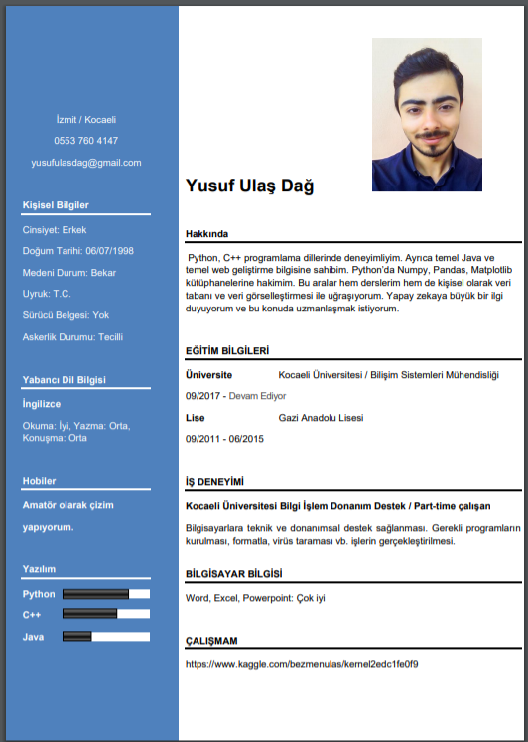 İzmit / Kocaeli
0553 760 4147
yusufulasdag@gmail.com
Kişisel Bilgiler
Cinsiyet: Erkek
Doğum Tarihi: 06/07/1998
Medeni Durum: Bekar
Uyruk: T.C.
Sürücü Belgesi: Yok
Askerlik Durumu: Tecilli
Yabancı Dil Bilgisi
İngilizce
Okuma: İyi, Yazma: Orta,
Konuşma: Orta
Hobiler
Amatör olarak çizim
yapıyorum.
Yazılım
Python
C++
Java
Yusuf Ulaş Dağ
Hakkında
Python, C++ programlama dillerinde deneyimliyim. Ayrıca temel Java ve
temel web geliştirme bilgisine sahibim. Python'da Numpy, Pandas, Matplotlib
kütüphanelerine hakimim. Bu aralar hem derslerim hem de kişisel olarak veri
tabanı ve veri görselleştirmesi ile uğraşıyorum. Yapay zekaya büyük bir ilgi
duyuyorum ve bu konuda uzmanlaşmak istiyorum.
EĞİTİM BİLGİLERİ
Üniversite Kocaeli Üniversitesi / Bilişim Sistemleri Mühendisliği
09/2017 - Devam Ediyor
Lise Gazi Anadolu Lisesi
09/2011 - 06/2015
İŞ DENEYİMİ
Kocaeli Üniversitesi Bilgi İşlem Donanım Destek / Part-time çalışan
Bilgisayarlara teknik ve donanımsal destek sağlanması. Gerekli programların
kurulması, formatla, virüs taraması vb. işlerin gerçekleştirilmesi.
BİLGİSAYAR BİLGİSİ
Word, Excel, Powerpoint: Çok iyi
ÇALIŞMAM
https://www.kaggle.com/bezmenulas/kernel2edc1fe0f9